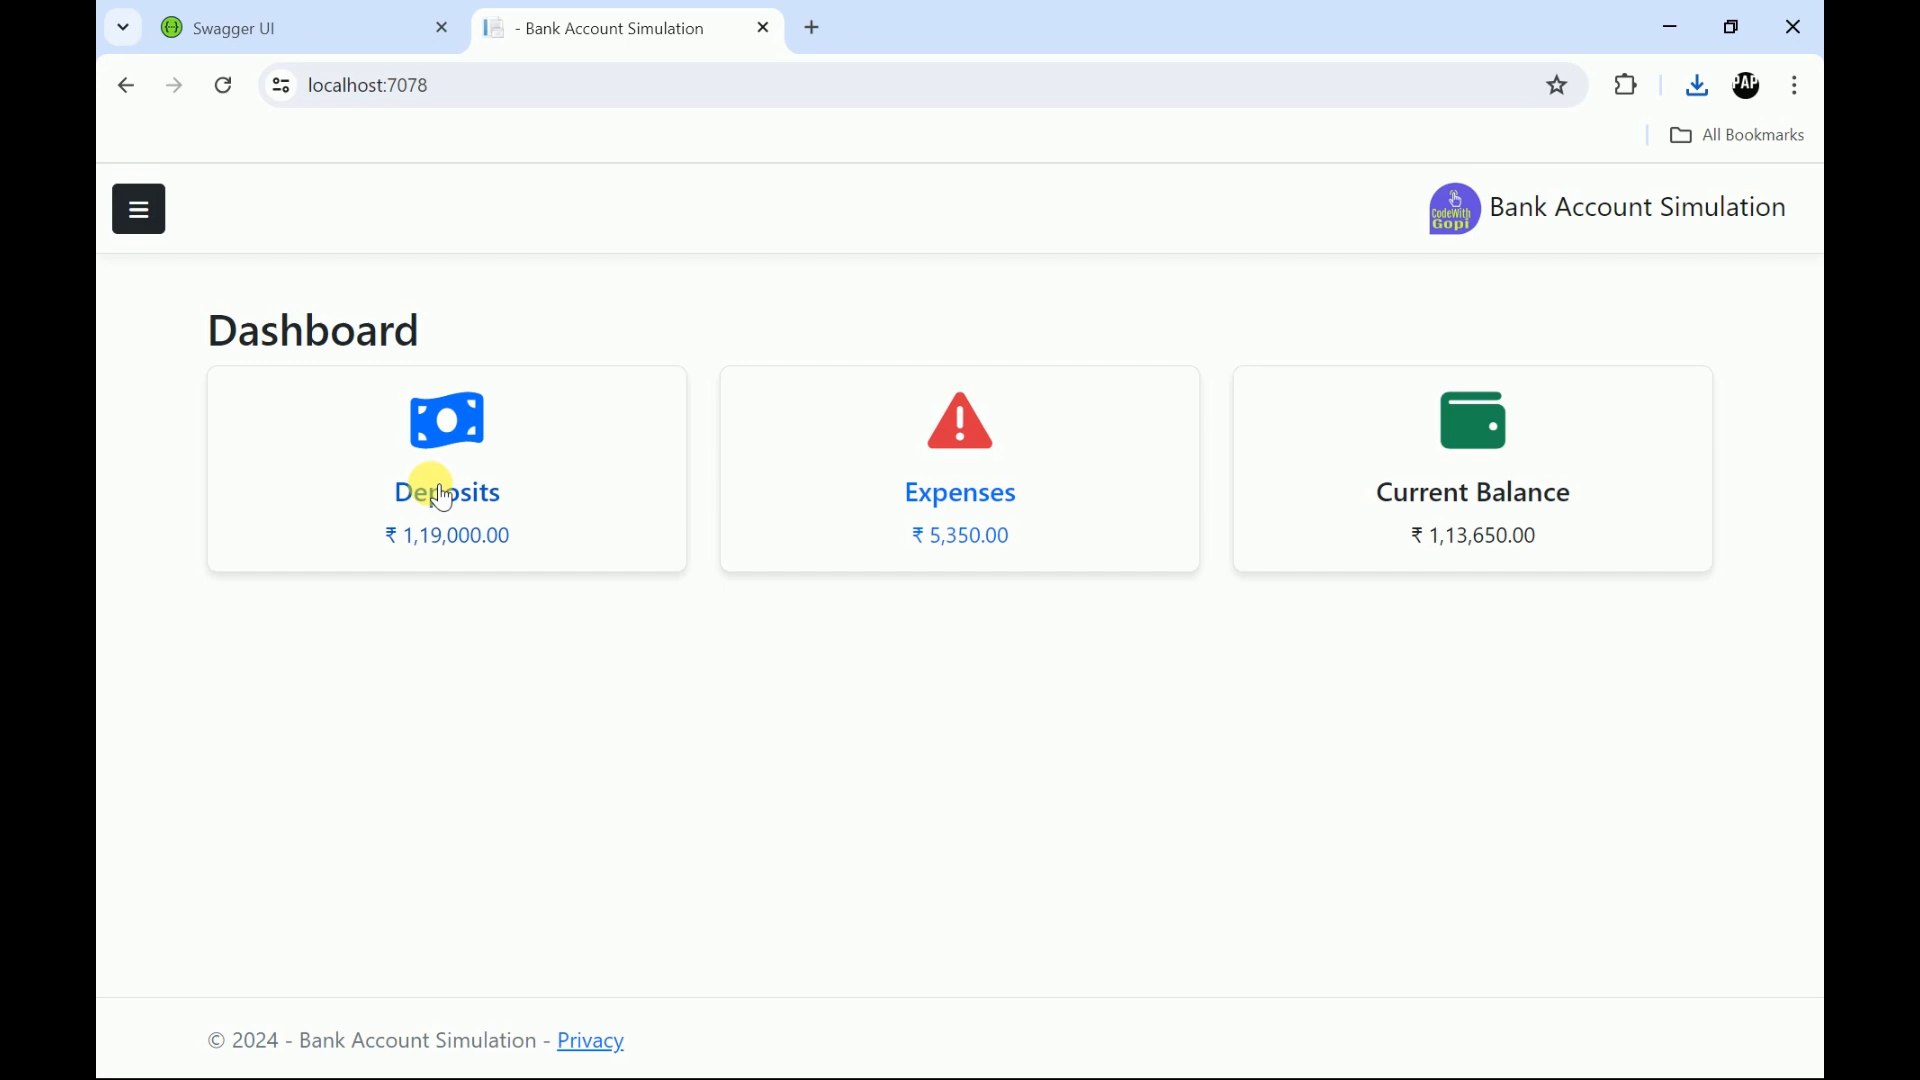 Swagger UI
- Bank Account Simulation
localhost:7078
PAP
All Bookmarks
CodeWith
Gopi
Bank Account Simulation
Dashboard
Deposits
₹ 1,19,000.00
Expenses
₹ 5,350.00
Current Balance
₹ 1,13,650.00
© 2024 - Bank Account Simulation - Privacy